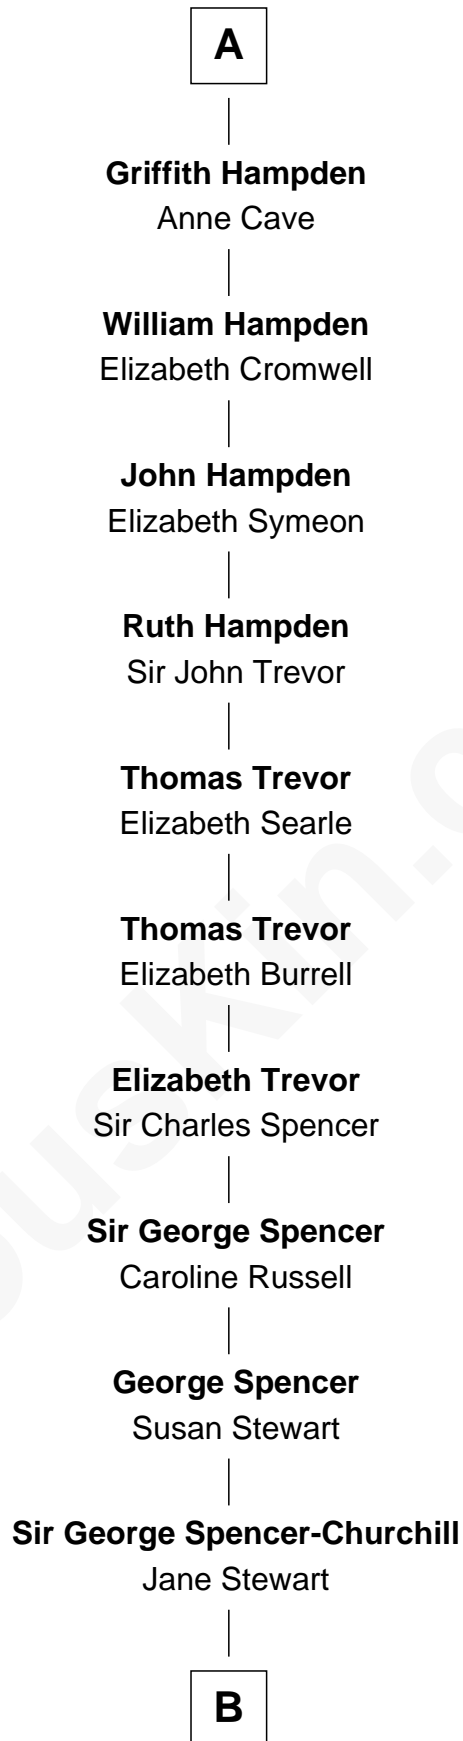 A
Griffith Hampden
Anne Cave
William Hampden
Elizabeth Cromwell
John Hampden
Elizabeth Symeon
Ruth Hampden
Sir John Trevor
Thomas Trevor
Elizabeth Searle
Thomas Trevor
Elizabeth Burrell
Elizabeth Trevor
Sir Charles Spencer
Sir George Spencer
Caroline Russell
George Spencer
Susan Stewart
Sir George Spencer-Churchill
Jane Stewart
B